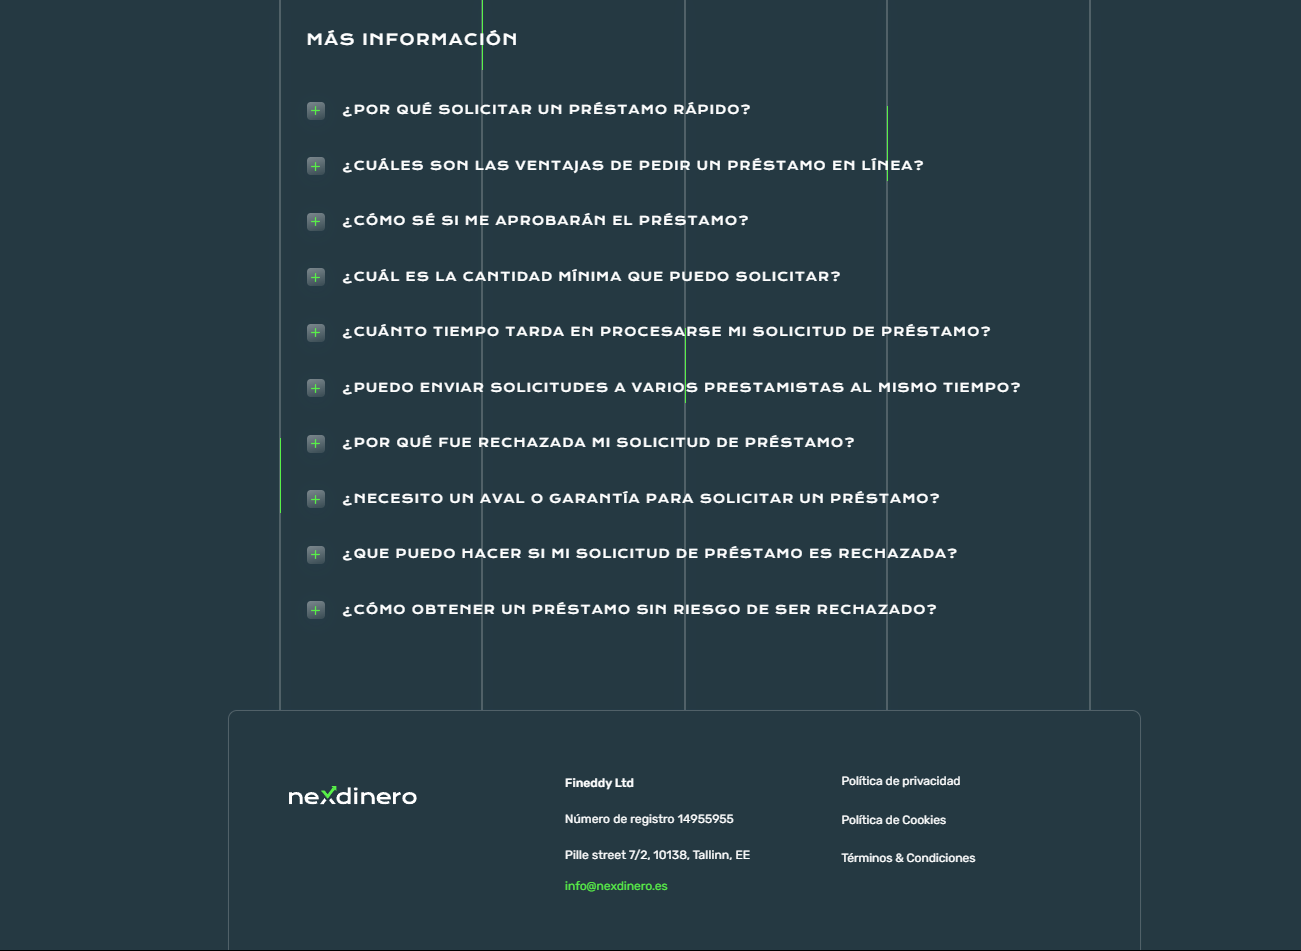 MÁS INFORMACIÓN
¿POR QUÉ SOLICITAR UN PRÉSTAMO RÁPIDO?
¿CUÁLES SON LAS VENTAJAS DE PEDIR UN PRÉSTAMO EN LÍNEA?
¿CÓMO SÉ SI ME APROBARÁN EL PRÉSTAMO?
¿CUÁL ES LA CANTIDAD MÍNIMA QUE PUEDO SOLICITAR?
¿CUÁNTO TIEMPO TARDA EN PROCESARSE MI SOLICITUD DE PRÉSTAMO?
¿PUEDO ENVIAR SOLICITUDES A VARIOS PRESTAMISTAS AL MISMO TIEMPO?
¿POR QUÉ FUE RECHAZADA MI SOLICITUD DE PRÉSTAMO?
¿NECESITO UN AVAL O GARANTÍA PARA SOLICITAR UN PRÉSTAMO?
¿QUE PUEDO HACER SI MI SOLICITUD DE PRÉSTAMO ES RECHAZADA?
¿CÓMO OBTENER UN PRÉSTAMO SIN RIESGO DE SER RECHAZADO?
nexdinero
Fineddy Ltd
Número de registro 14955955
Pille street 7/2, 10138, Tallinn, EE
info@nexdinero.es
Política de privacidad
Política de Cookies
Términos & Condiciones